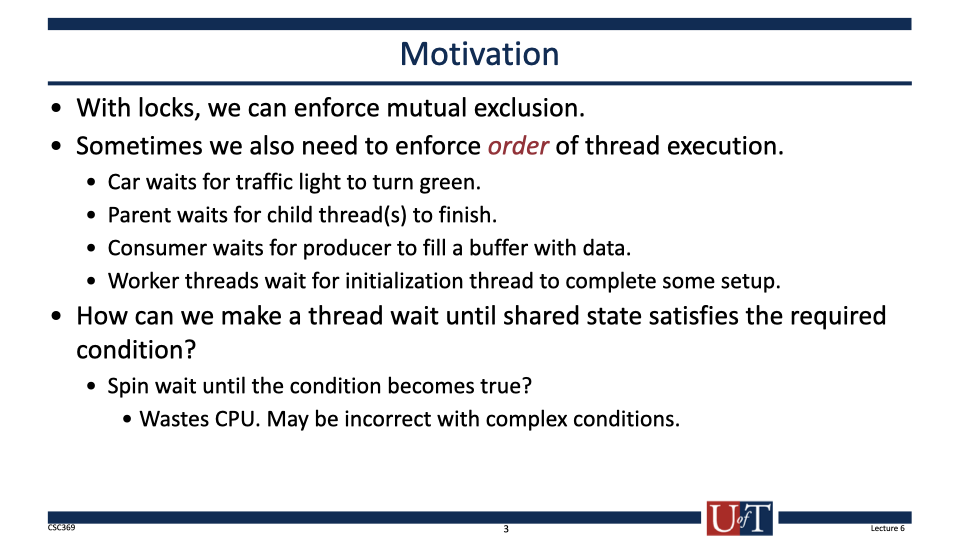 Motivation
• With locks, we can enforce mutual exclusion.
• Sometimes we also need to enforce order of thread execution.
• Car waits for traffic light to turn green.
• Parent waits for child thread(s) to finish.
• Consumer waits for producer to fill a buffer with data.
• Worker threads wait for initialization thread to complete some setup.
• How can we make a thread wait until shared state satisfies the required
condition?
• Spin wait until the condition becomes true?
• Wastes CPU. May be incorrect with complex conditions.
CSC369
3
UofT
Lecture 6